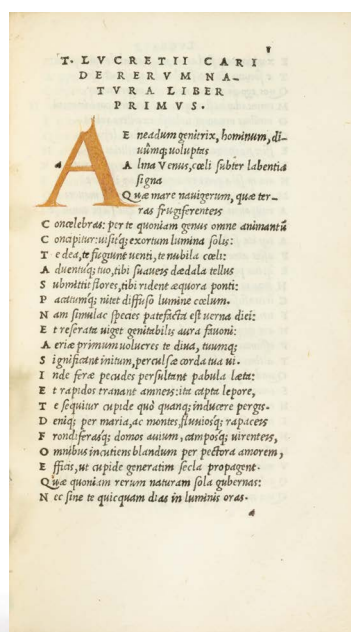 T. LVCRETII CARI
DE RERVM NA-
TVRA LIBER
PRIMVS.
A E neadum genitrix, hominum, di-
uũmq; uoluptas
A lma Venus, cœli subter labentia
signa
Q uæ mare nauigerum, quæ ter-
ras frugiferenteis
C oncelebras: per te quoniam genus omne animantũ
C oncipitur: uisitq; exortum lumina solis:
T e dea, te fugiunt uenti, te nubila cœli:
A duentuq; tuo, tibi suaueis dædala tellus
S ubmittit flores, tibi rident æquora ponti:
P acatumq; nitet diffuso lumine cœlum.
N am simulac species patefacta est uerna diei:
E t reserata uiget genitabilis aura fauoni:
A eriæ primum uolucres te diua, tuumq;
S ignificant initum, perculsæ corda tua ui.
I nde feræ pecudes persultant pabula læta:
E t rapidos tranant amneis: ita capta lepore,
T e sequitur cupide quò quanq; inducere pergis.
D eniq; per maria, ac montes, fluuiosq; rapaceis
F rondiferasq; domos auium, camposq; uirenteis,
O mnibus incutiens blandum per pectora amorem,
E fficis, ut cupide generatim secla propagent.
Q uæ quoniam rerum naturam sola gubernas:
N ec sine te quicquam dias in luminis oras.
a